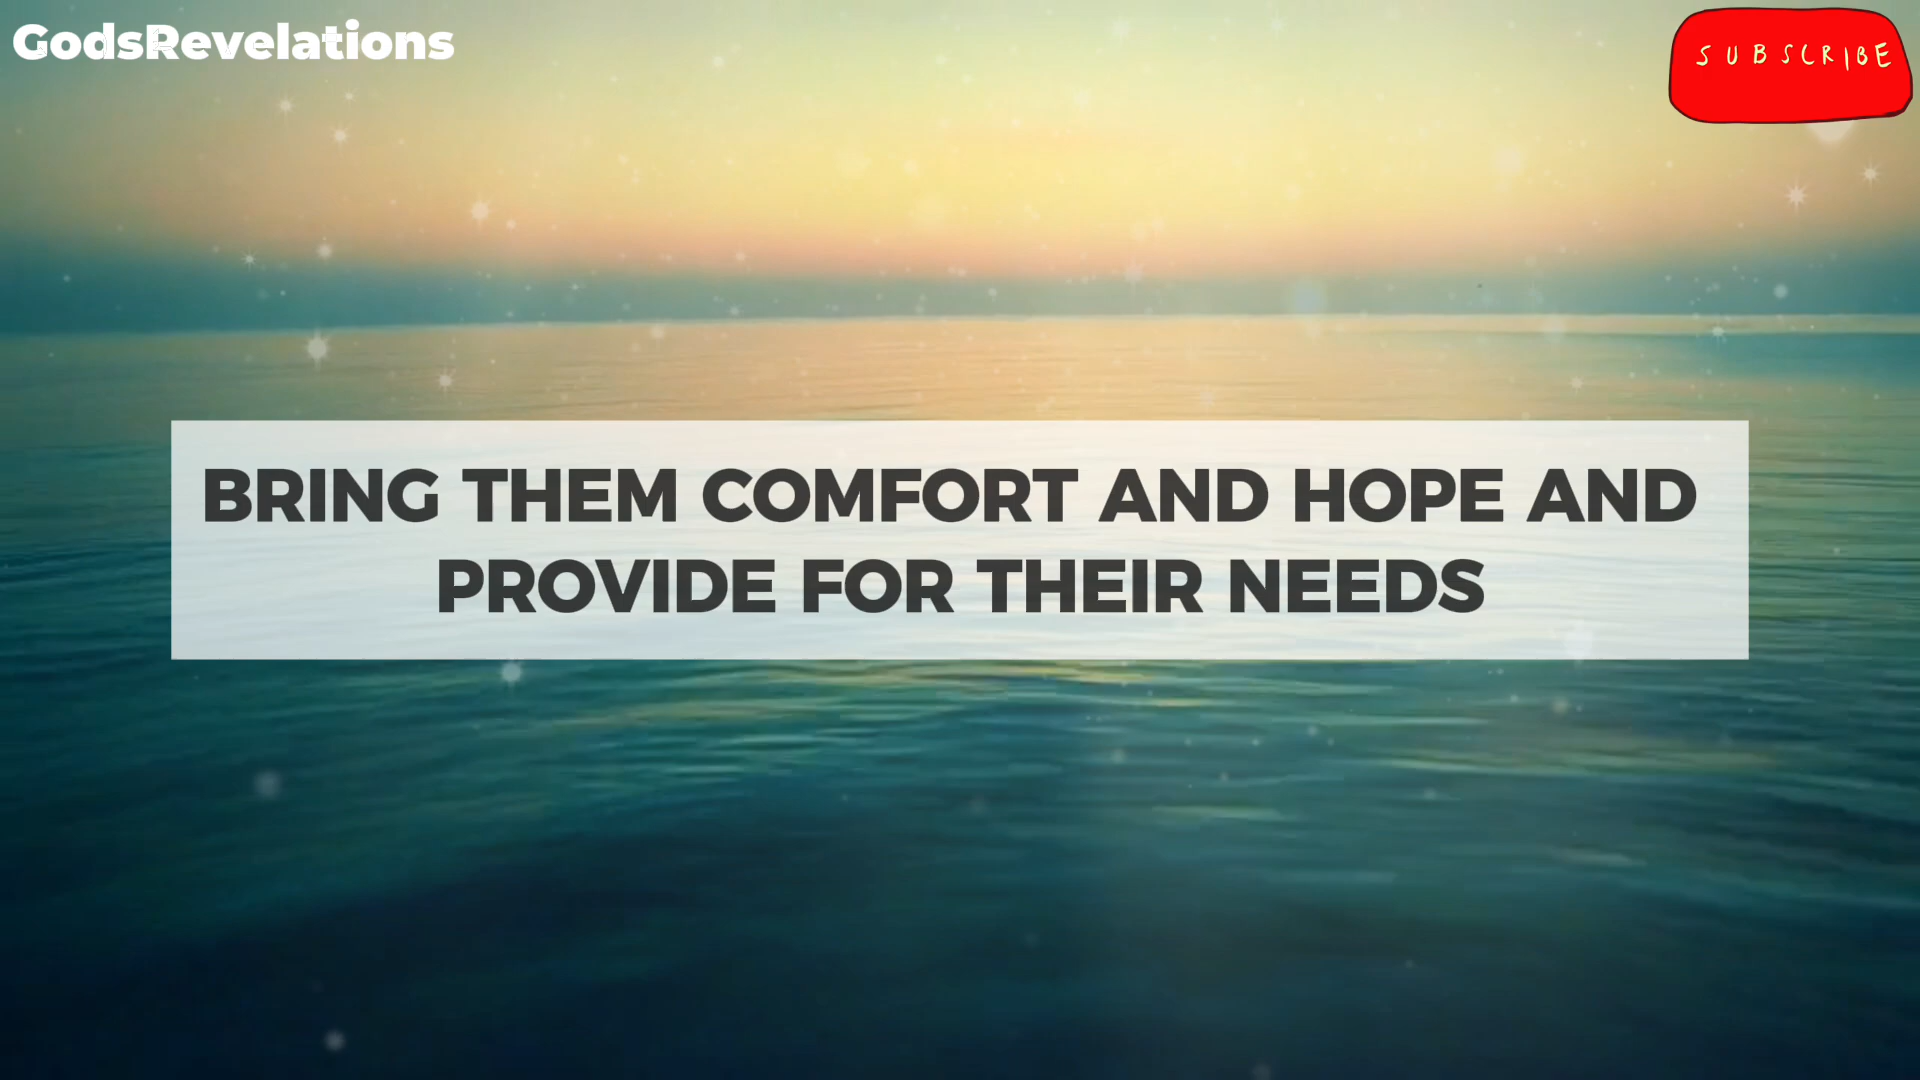 GodsRevelations
SUBSCRIBE
BRING THEM COMFORT AND HOPE AND
PROVIDE FOR THEIR NEEDS